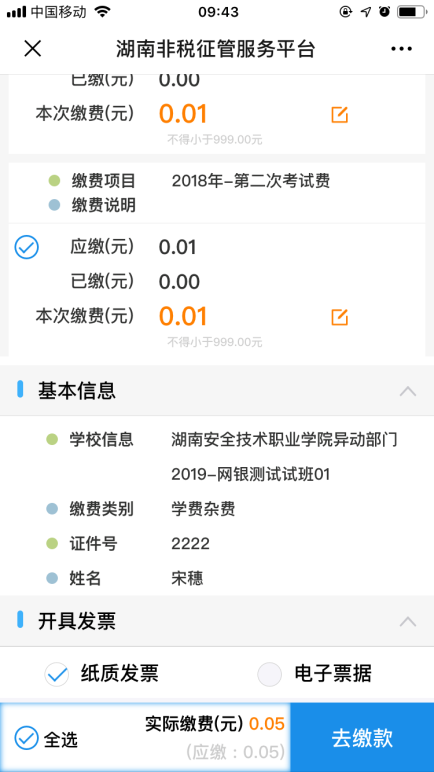 中国移动 09:43
湖南非税征管服务平台
已缴(元) 0.00
本次缴费(元) 0.01
不得小于999.00元
缴费项目 2018年-第二次考试费
缴费说明
应缴(元) 0.01
已缴(元) 0.00
本次缴费(元) 0.01
不得小于999.00元
基本信息
学校信息 湖南安全技术职业学院异动部门
2019-网银测试试班01
缴费类别 学费杂费
证件号 2222
姓名 宋穗
开具发票
纸质发票 电子票据
实际缴费(元) 0.05
全选 去缴款
(应缴：0.05)